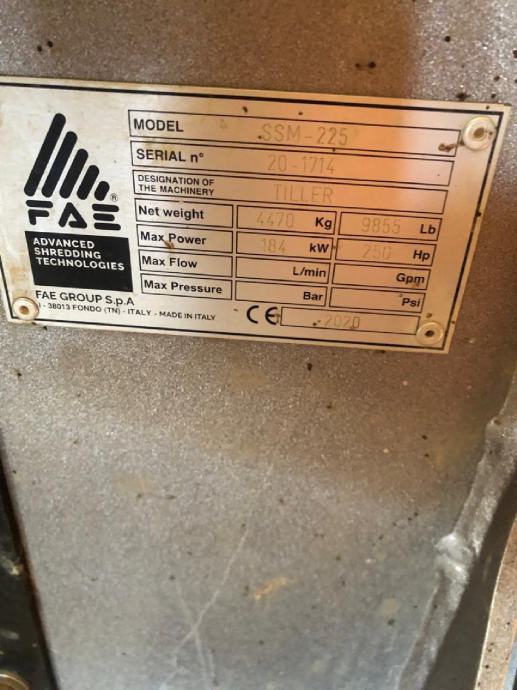 FAE®
ADVANCED
SHREDDING
TECHNOLOGIES
MODEL SSM-225
SERIAL n° 20-1714
DESIGNATION OF
THE MACHINERY TILLER
Net weight 4470 Kg 9855 Lb
Max Power 184 kW 250 Hp
Max Flow L/min Gpm
Max Pressure Bar Psi
FAE GROUP S.p.A
- 38013 FONDO (TN) - ITALY - MADE IN ITALY
CE 2020